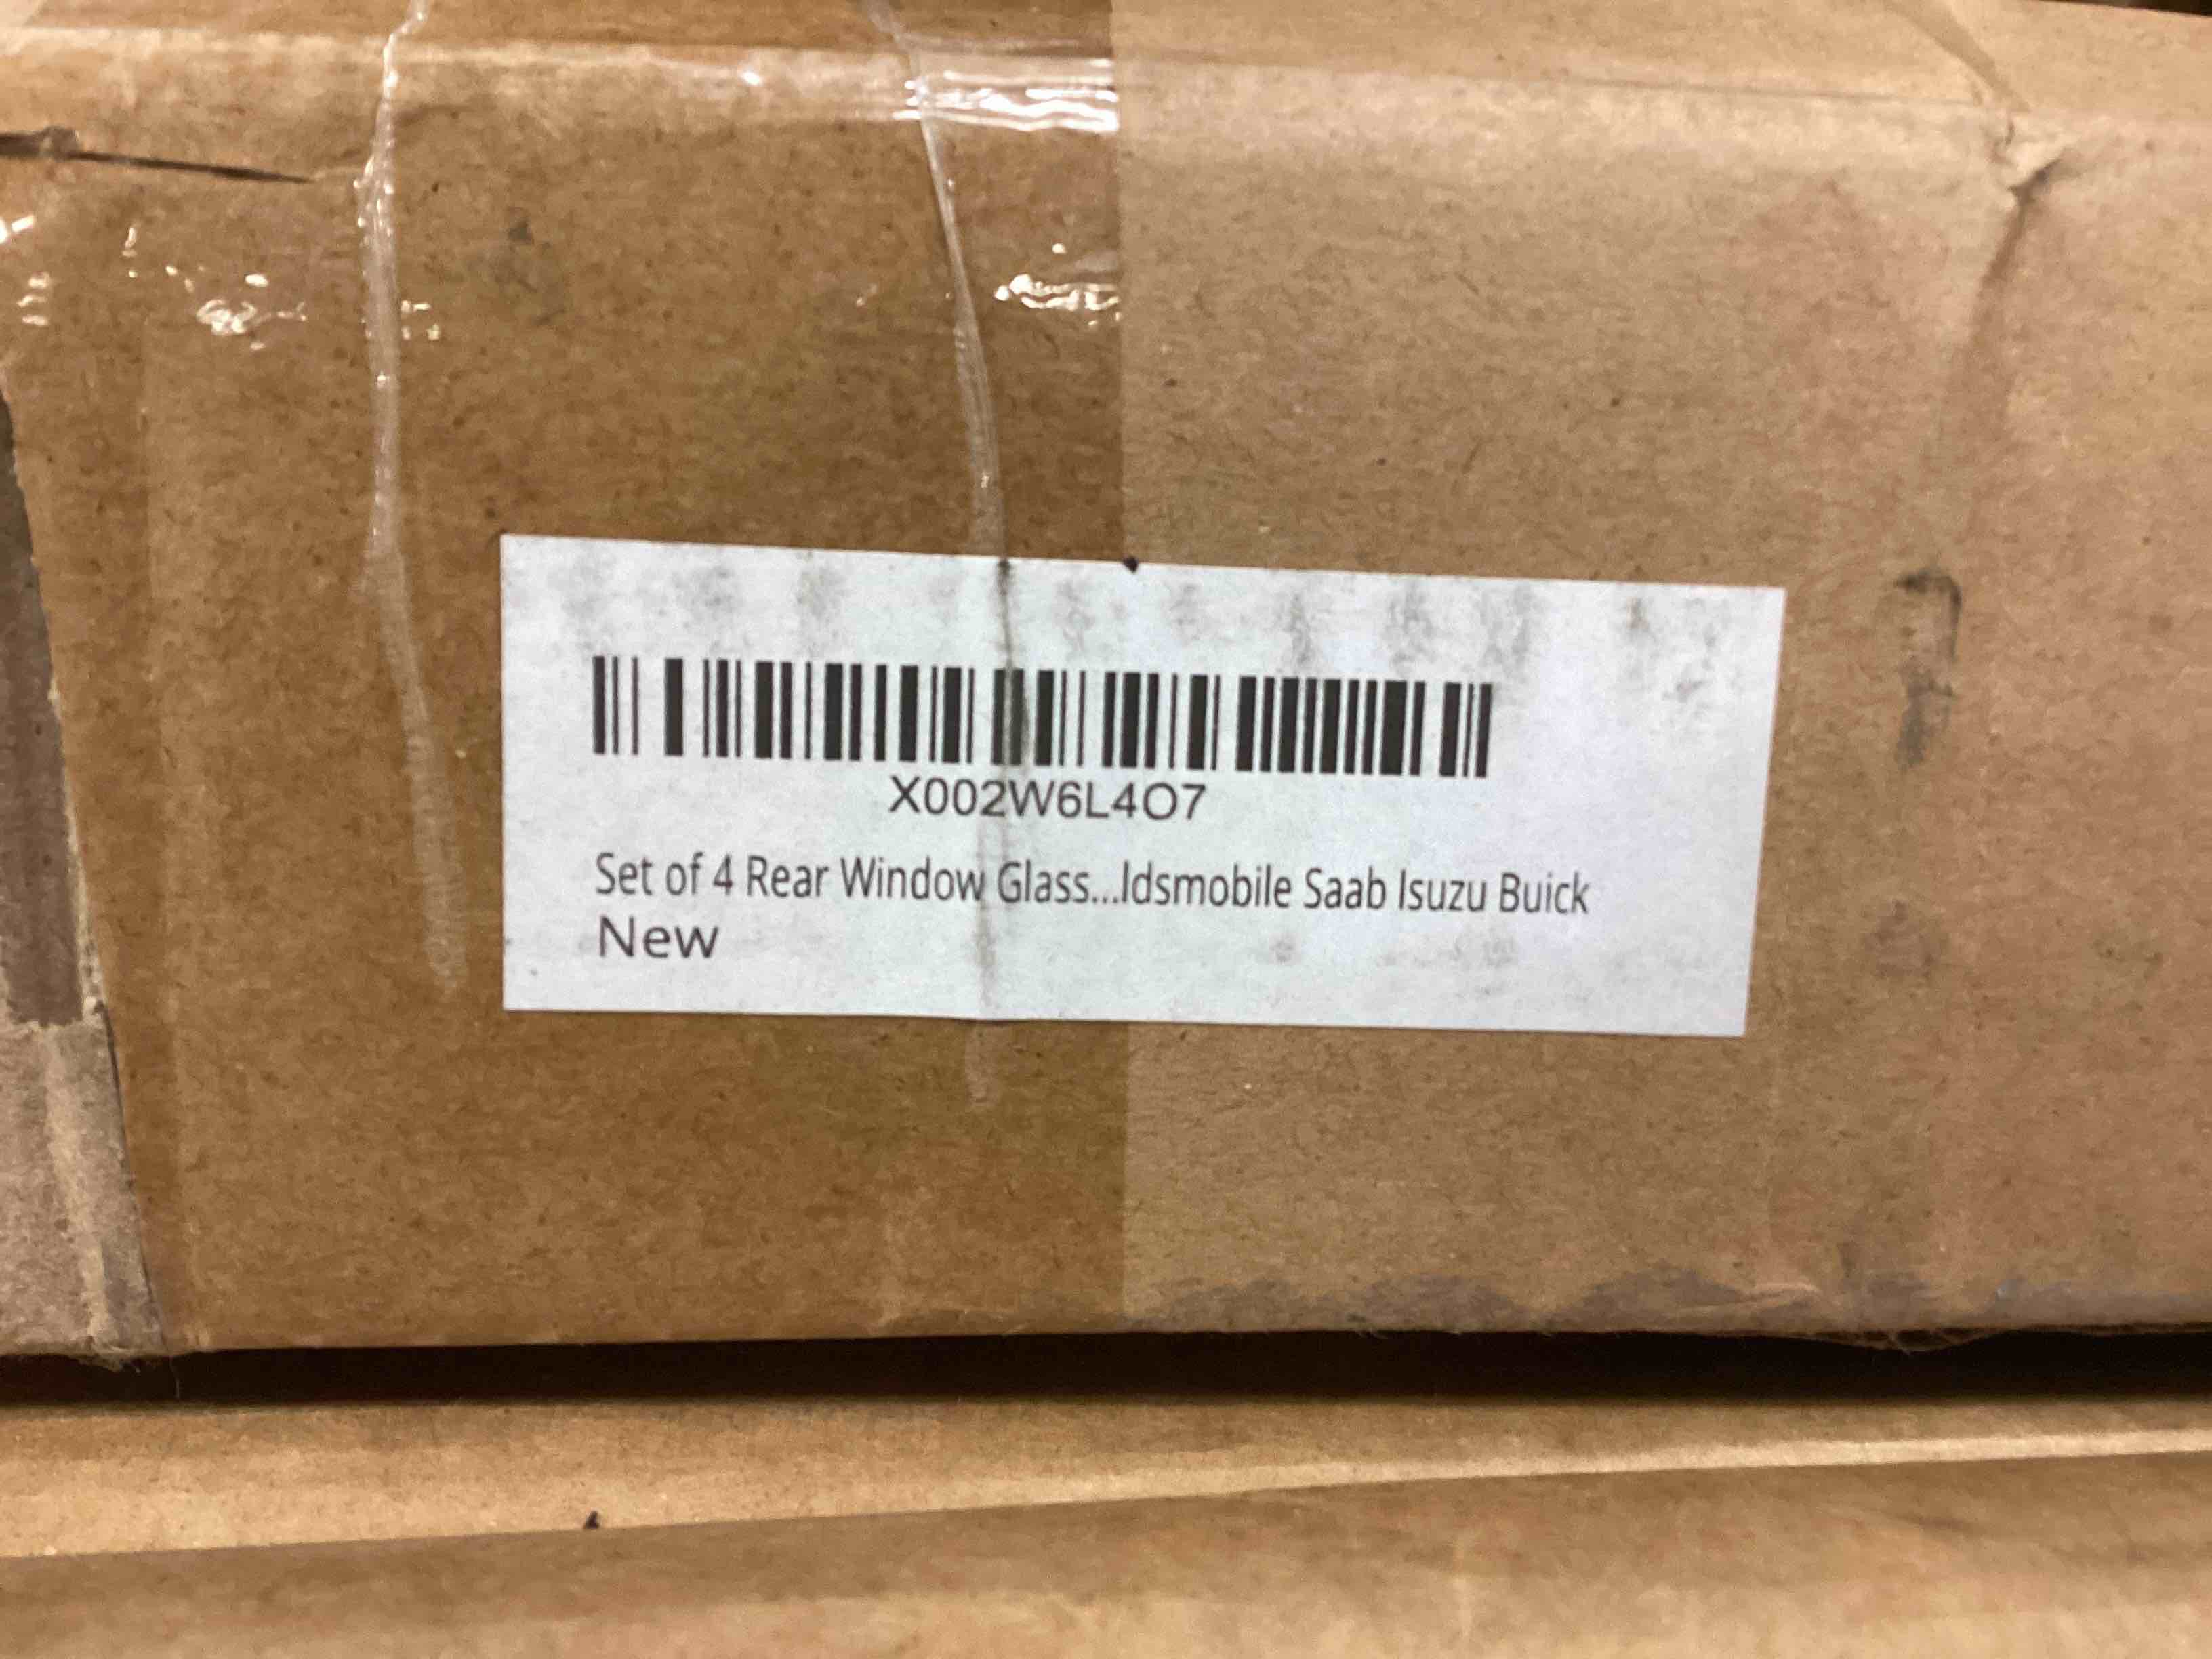 X002W6L4O7
Set of 4 Rear Window Glass...ldsmobile Saab Isuzu Buick
New